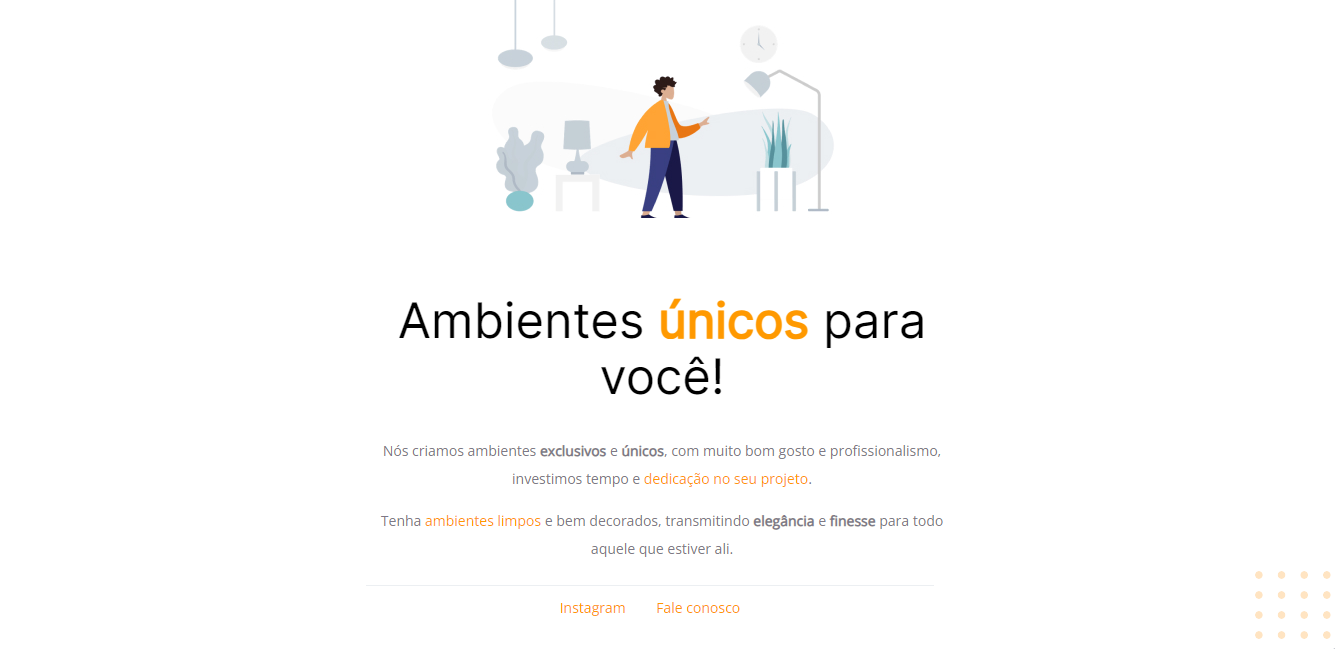 Ambientes únicos para
você!
Nós criamos ambientes exclusivos e únicos, com muito bom gosto e profissionalismo,
investimos tempo e dedicação no seu projeto.
Tenha ambientes limpos e bem decorados, transmitindo elegância e finesse para todo
aquele que estiver ali.
Instagram Fale conosco